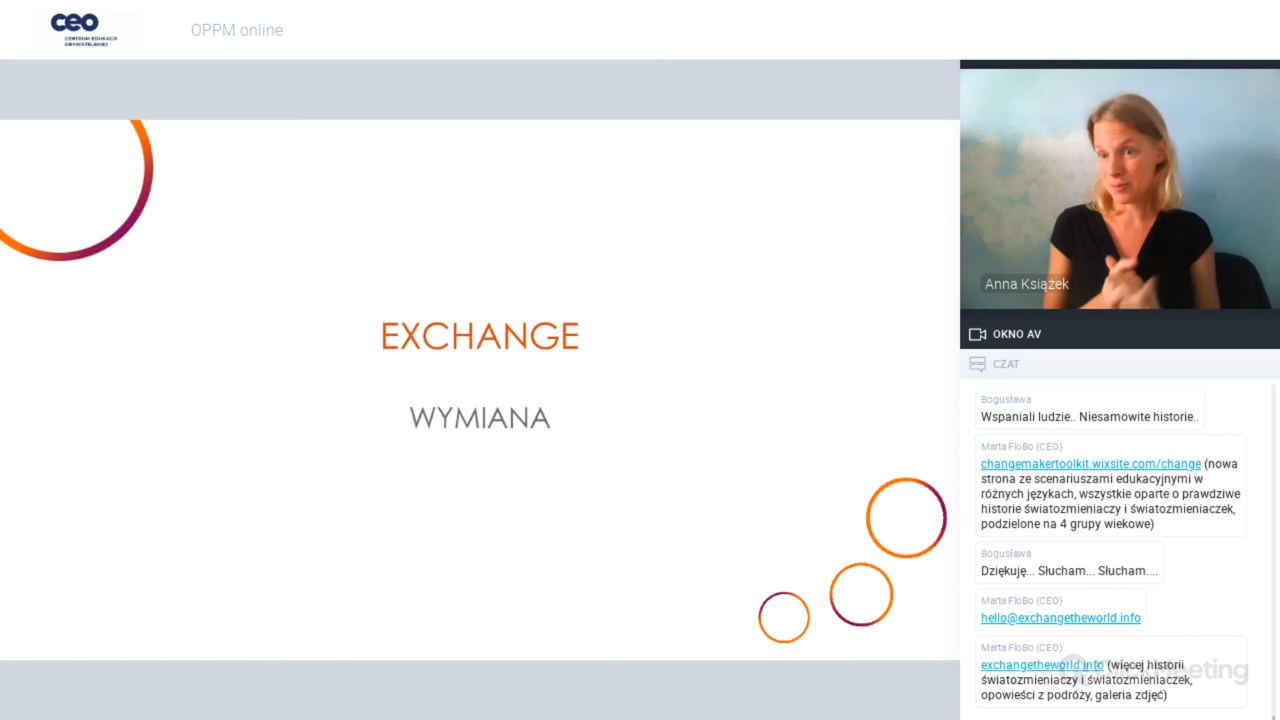 ceo
CENTRUM EDUKACJI
OBYWATELSKIEJ
OPPM online
EXCHANGE
WYMIANA
Anna Książek
OKNO AV
CZAT
Bogusława
Wspaniali ludzie.. Niesamowite historie..
Marta FloBo (CEO)
changemakertoolkit.wixsite.com/change (nowa
strona ze scenariuszami edukacyjnymi w
różnych językach, wszystkie oparte o prawdziwe
historie światozmieniaczy i światozmieniaczek,
podzielone na 4 grupy wiekowe)
Bogusława
Dziękuję... Słucham... Słucham....
Marta FloBo (CEO)
hello@exchangetheworld.info
Marta FloBo (CEO)
exchangetheworld.info (więcej historii
światozmieniaczy i światozmieniaczek,
opowieści z podróży, galeria zdjęć)
ClickMeeting